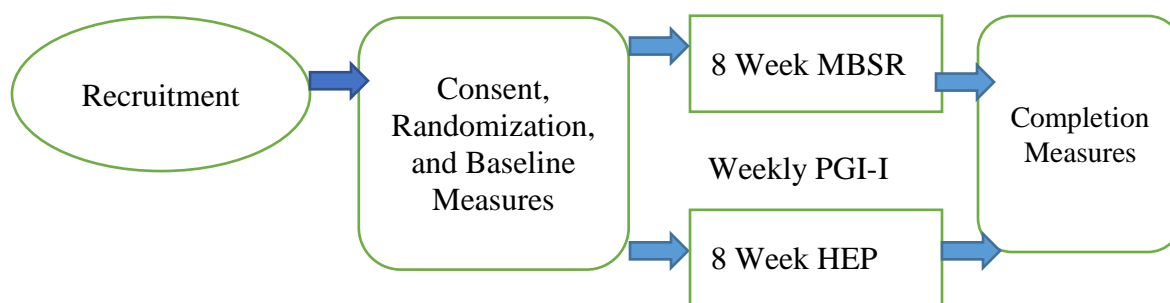 Recruitment
Consent,
Randomization,
and Baseline
Measures
8 Week MBSR
Weekly PGI-I
8 Week HEP
Completion
Measures